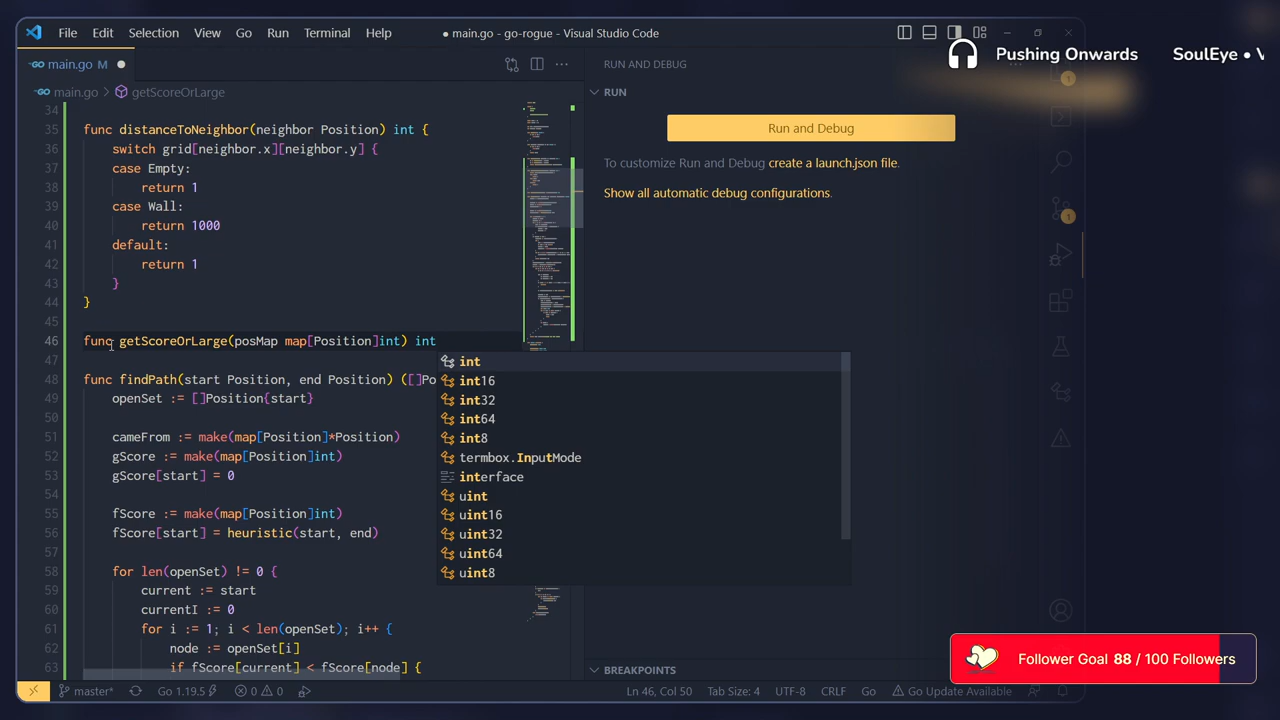 File Edit Selection View Go Run Terminal Help
● main.go - go-rogue - Visual Studio Code
Pushing Onwards SoulEye •
main.go M
main.go > getScoreOrLarge
34
35 func distanceToNeighbor(neighbor Position) int {
36 switch grid[neighbor.x][neighbor.y] {
37 case Empty:
38 return 1
39 case Wall:
40 return 1000
41 default:
42 return 1
43 }
44 }
45
46 func getScoreOrLarge(posMap map[Position]int) int
47
48 func findPath(start Position, end Position) ([]Po
49 openSet := []Position{start}
50
51 cameFrom := make(map[Position]*Position)
52 gScore := make(map[Position]int)
53 gScore[start] = 0
54
55 fScore := make(map[Position]int)
56 fScore[start] = heuristic(start, end)
57
58 for len(openSet) != 0 {
59 current := start
60 currentI := 0
61 for i := 1; i < len(openSet); i++ {
62 node := openSet[i]
63 if fScore[current] < fScore[node] {
int
int16
int32
int64
int8
termbox.InputMode
interface
uint
uint16
uint32
uint64
uint8
RUN AND DEBUG
RUN
Run and Debug
To customize Run and Debug create a launch.json file.
Show all automatic debug configurations.
1
1
BREAKPOINTS
Follower Goal 88 / 100 Followers
master* Go 1.19.5 0 0 Ln 46, Col 50 Tab Size: 4 UTF-8 CRLF Go Go Update Available